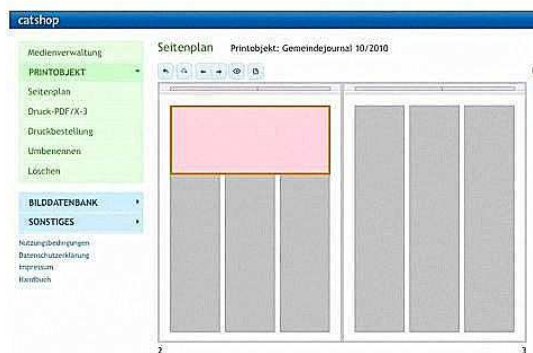 catshop
Medienverwaltung
PRINTOBJEKT
Seitenplan
Druck-PDF/X-3
Druckbestellung
Umbenennen
Löschen
BILDDATENBANK
SONSTIGES
Nutzungsbedingungen
Datenschutzerklärung
Impressum
Handbuch
Seitenplan Printobjekt: Gemeindejournal 10/2010
2 3